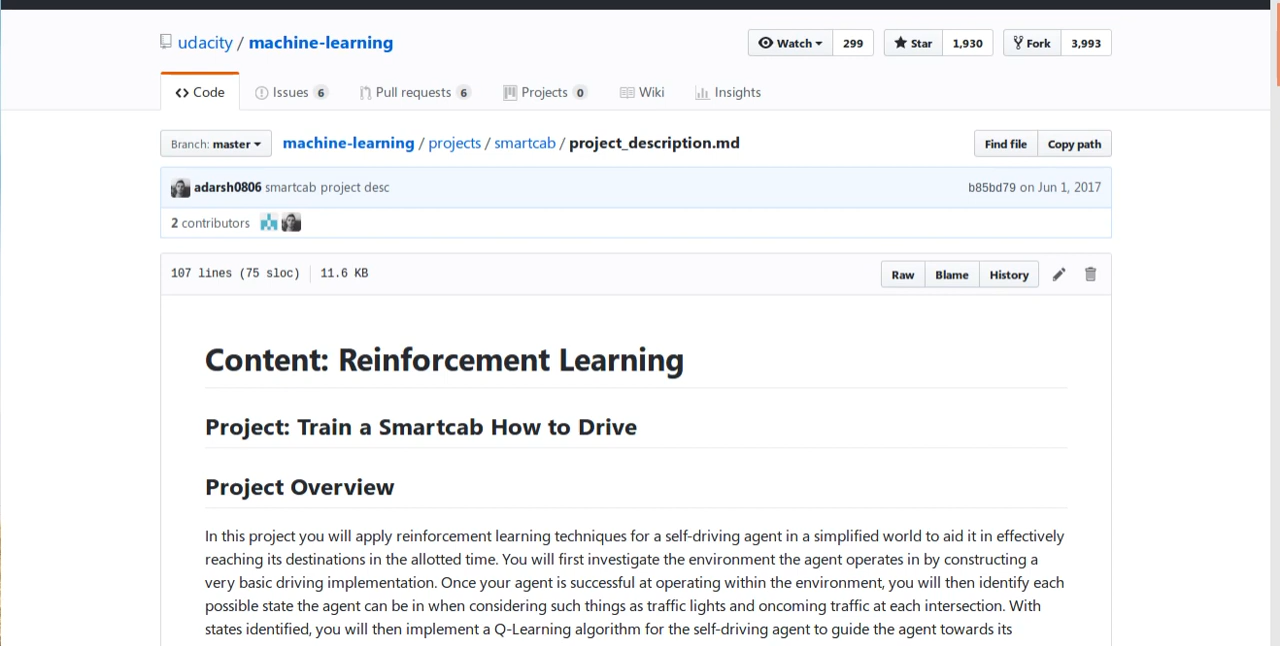 udacity / machine-learning
Watch 299 Star 1,930 Fork 3,993
Code Issues 6 Pull requests 6 Projects 0 Wiki Insights
Branch: master machine-learning / projects / smartcab / project_description.md Find file Copy path
adarsh0806 smartcab project desc b85bd79 on Jun 1, 2017
2 contributors
107 lines (75 sloc) 11.6 KB Raw Blame History
Content: Reinforcement Learning
Project: Train a Smartcab How to Drive
Project Overview
In this project you will apply reinforcement learning techniques for a self-driving agent in a simplified world to aid it in effectively
reaching its destinations in the allotted time. You will first investigate the environment the agent operates in by constructing a
very basic driving implementation. Once your agent is successful at operating within the environment, you will then identify each
possible state the agent can be in when considering such things as traffic lights and oncoming traffic at each intersection. With
states identified, you will then implement a Q-Learning algorithm for the self-driving agent to guide the agent towards its